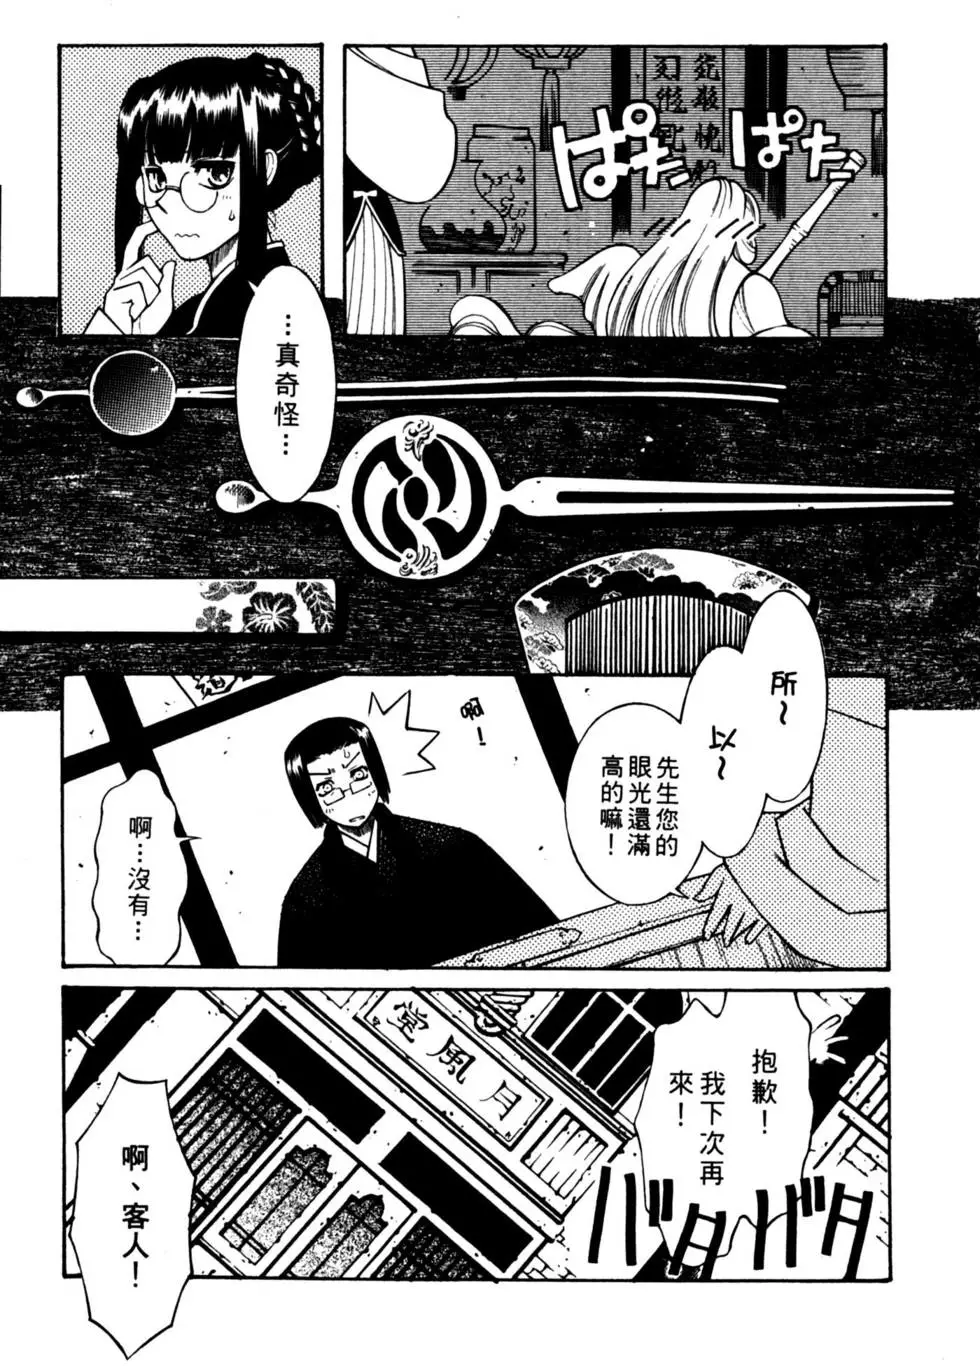 ぱた
ぱた
…真奇怪…
所～
以～
先生您的
眼光還滿
高的嘛！
啊！
啊…沒有…
抱歉！
我下次再
來！
月風堂
啊、客人！
バタ
バタ